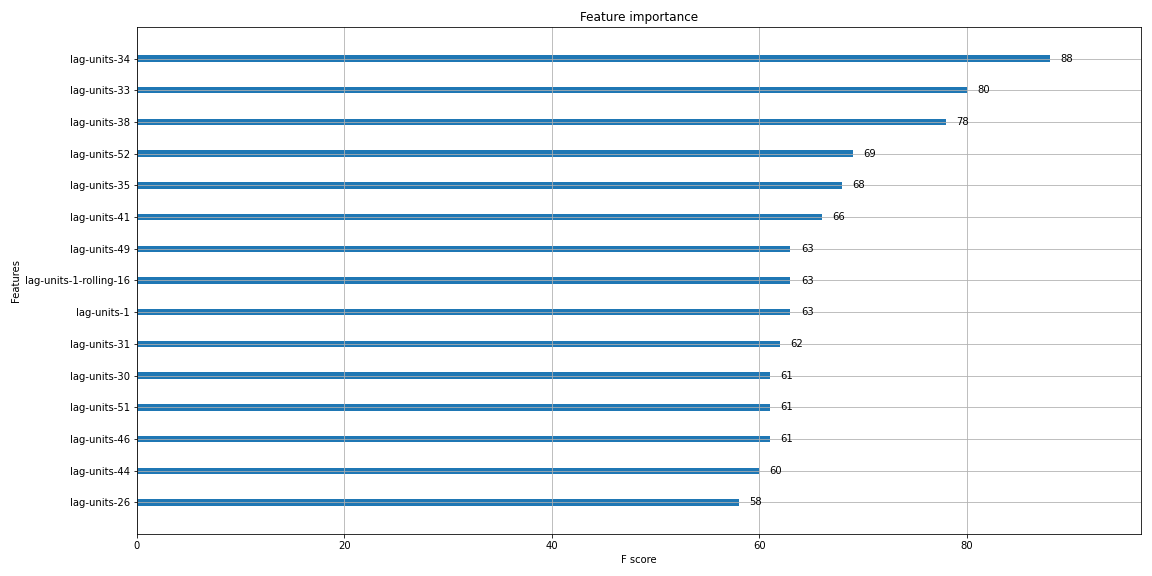 Feature importance
lag-units-34 88
lag-units-33 80
lag-units-38 78
lag-units-52 69
lag-units-35 68
lag-units-41 66
lag-units-49 63
lag-units-1-rolling-16 63
lag-units-1 63
lag-units-31 62
lag-units-30 61
lag-units-51 61
lag-units-46 61
lag-units-44 60
lag-units-26 58
Features
0 20 40 60 80
F score